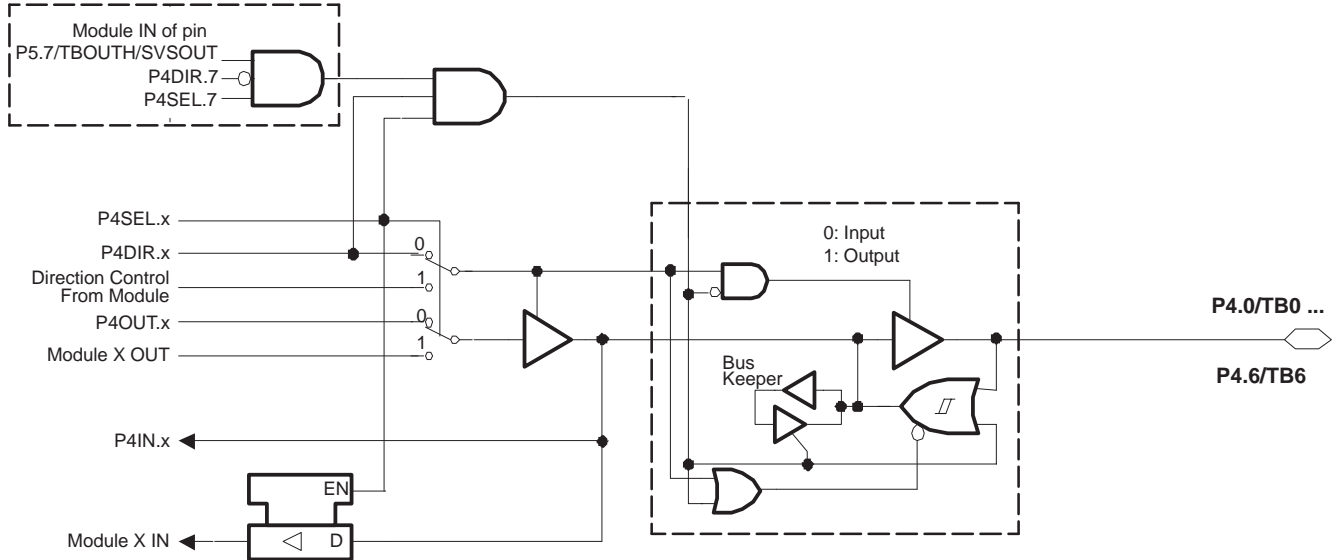 Module IN of pin
P5.7/TBOUTH/SVSOUT
P4DIR.7
P4SEL.7
P4SEL.x
P4DIR.x
0
Direction Control
From Module
1
P4OUT.x
0
Module X OUT
1
P4IN.x
EN
Module X IN
D
0: Input
1: Output
Bus
Keeper
P4.0/TB0 ...
P4.6/TB6